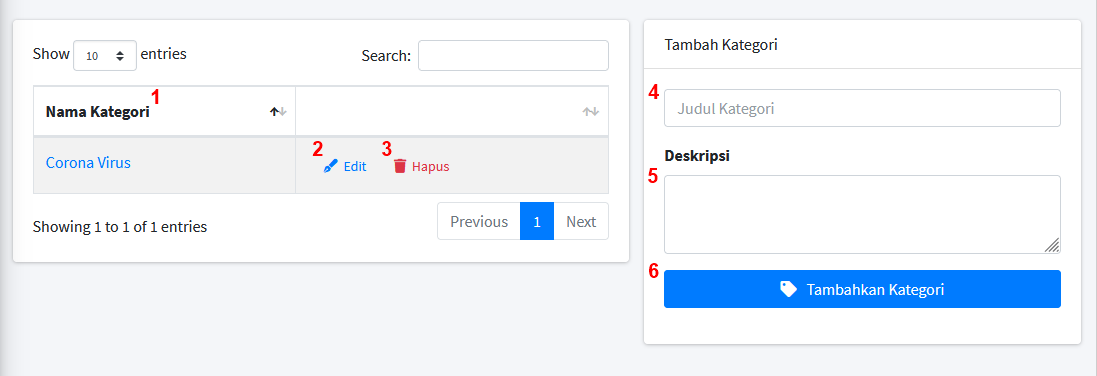 Show 10 entries
Search:
Nama Kategori 1
Corona Virus
2 Edit
3 Hapus
Showing 1 to 1 of 1 entries
Previous 1 Next
Tambah Kategori
4 Judul Kategori
Deskripsi
5
6 Tambahkan Kategori